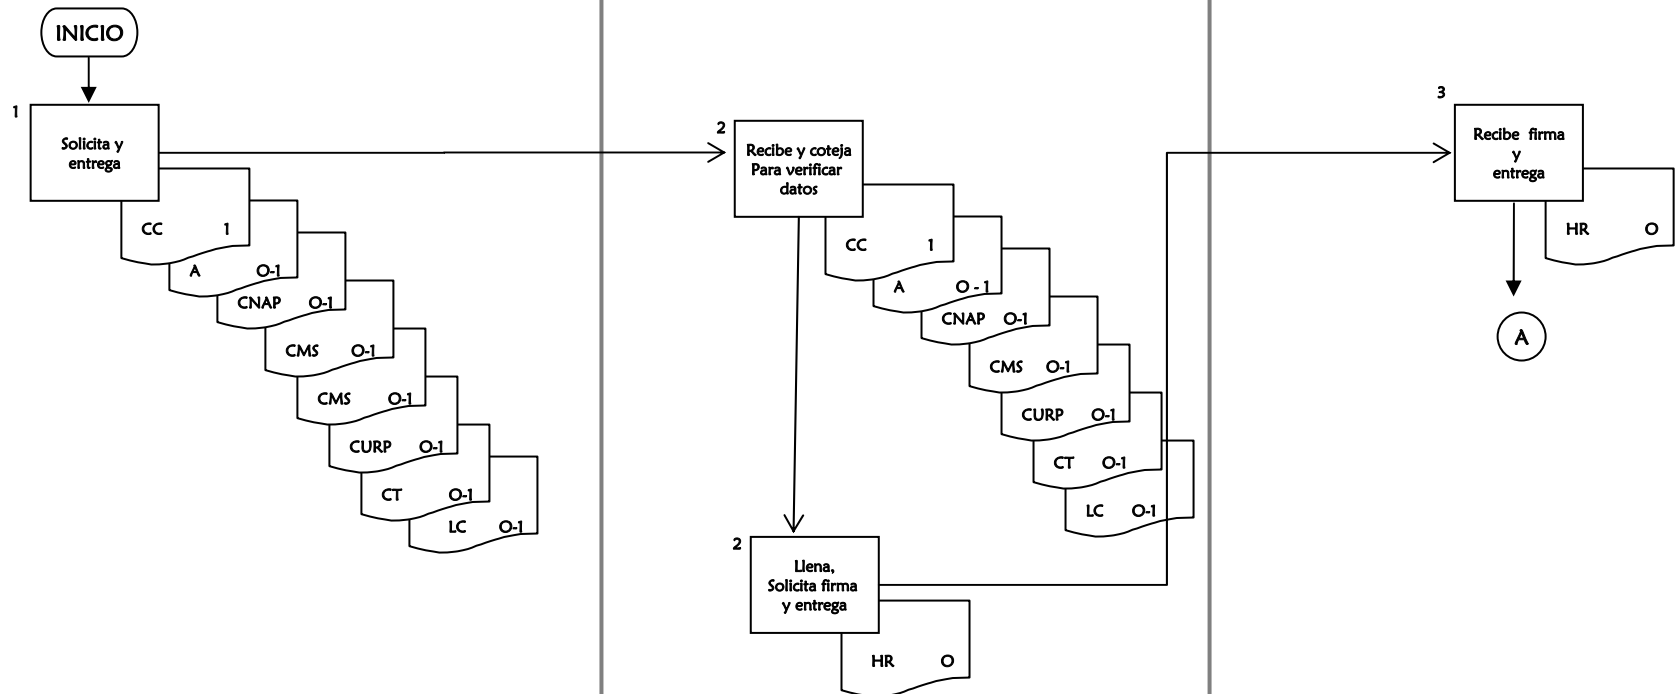 INICIO
1
Solicita y
entrega
CC 1
A O-1
CNAP O-1
CMS O-1
CMS O-1
CURP O-1
CT O-1
LC O-1
2
Recibe y coteja
Para verificar
datos
CC 1
A O - 1
CNAP O-1
CMS O-1
CURP O-1
CT O-1
LC O-1
2
Llena,
Solicita firma
y entrega
HR O
3
Recibe firma
y
entrega
HR O
A